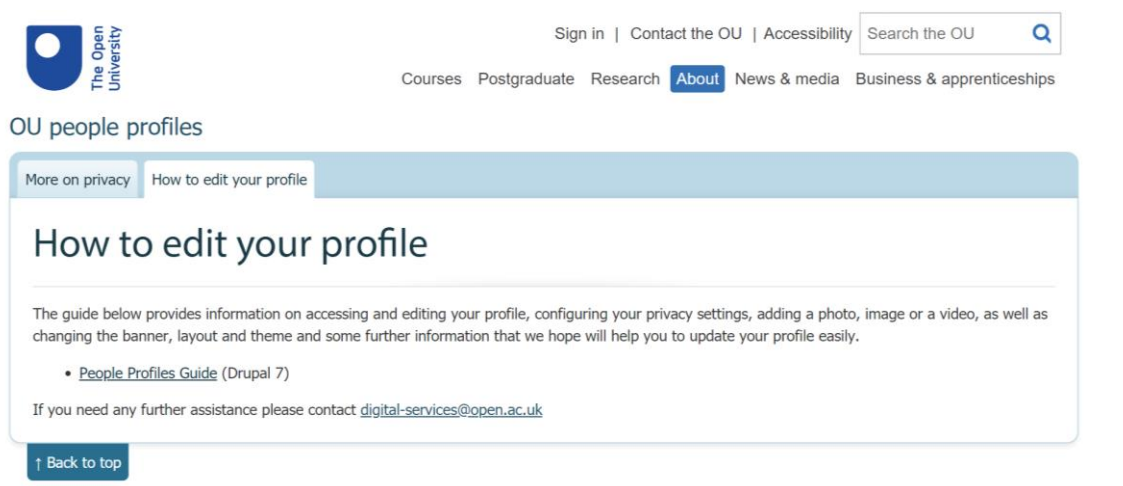 The Open
University
Sign in | Contact the OU | Accessibility
Search the OU
Courses Postgraduate Research About News & media Business & apprenticeships
OU people profiles
More on privacy
How to edit your profile
How to edit your profile
The guide below provides information on accessing and editing your profile, configuring your privacy settings, adding a photo, image or a video, as well as
changing the banner, layout and theme and some further information that we hope will help you to update your profile easily.
• People Profiles Guide (Drupal 7)
If you need any further assistance please contact digital-services@open.ac.uk
↑ Back to top